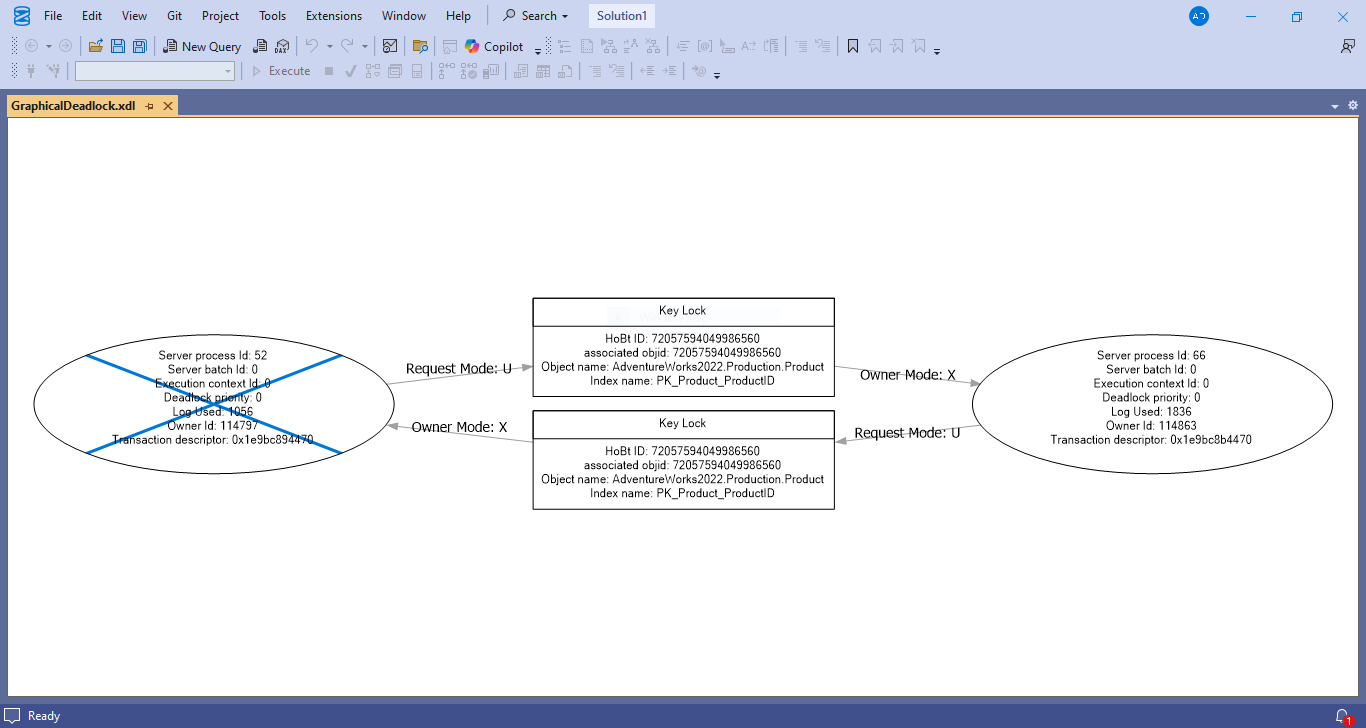 File Edit View Git Project Tools Extensions Window Help Search Solution1 AD
New Query DAX Copilot
Execute
GraphicalDeadlock.xdl
Server process Id: 52
Server batch Id: 0
Execution context Id: 0
Deadlock priority: 0
Log Used: 1056
Owner Id: 114797
Transaction descriptor: 0x1e9bc894470
Request Mode: U
Owner Mode: X
Key Lock
HoBt ID: 72057594049986560
associated objid: 72057594049986560
Object name: AdventureWorks2022.Production.Product
Index name: PK_Product_ProductID
Key Lock
HoBt ID: 72057594049986560
associated objid: 72057594049986560
Object name: AdventureWorks2022.Production.Product
Index name: PK_Product_ProductID
Owner Mode: X
Request Mode: U
Server process Id: 66
Server batch Id: 0
Execution context Id: 0
Deadlock priority: 0
Log Used: 1836
Owner Id: 114863
Transaction descriptor: 0x1e9bc8b4470
Ready 1